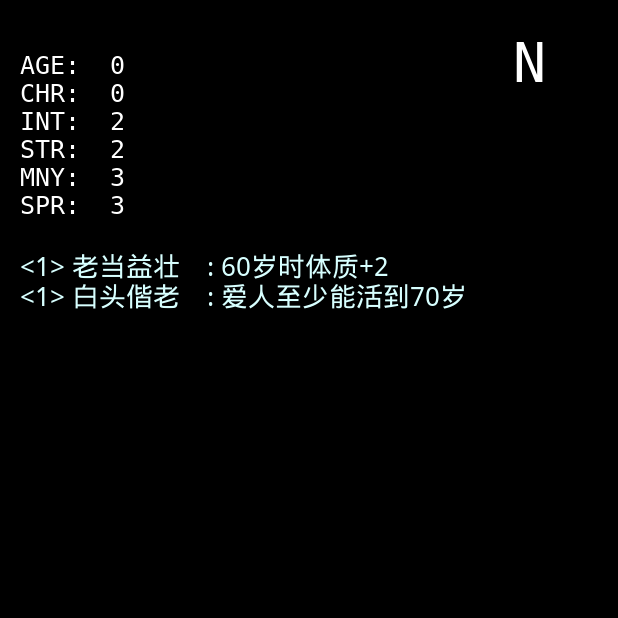 N
AGE: 0
CHR: 0
INT: 2
STR: 2
MNY: 3
SPR: 3
<1> 老当益壮 : 60岁时体质+2
<1> 白头偕老 : 爱人至少能活到70岁